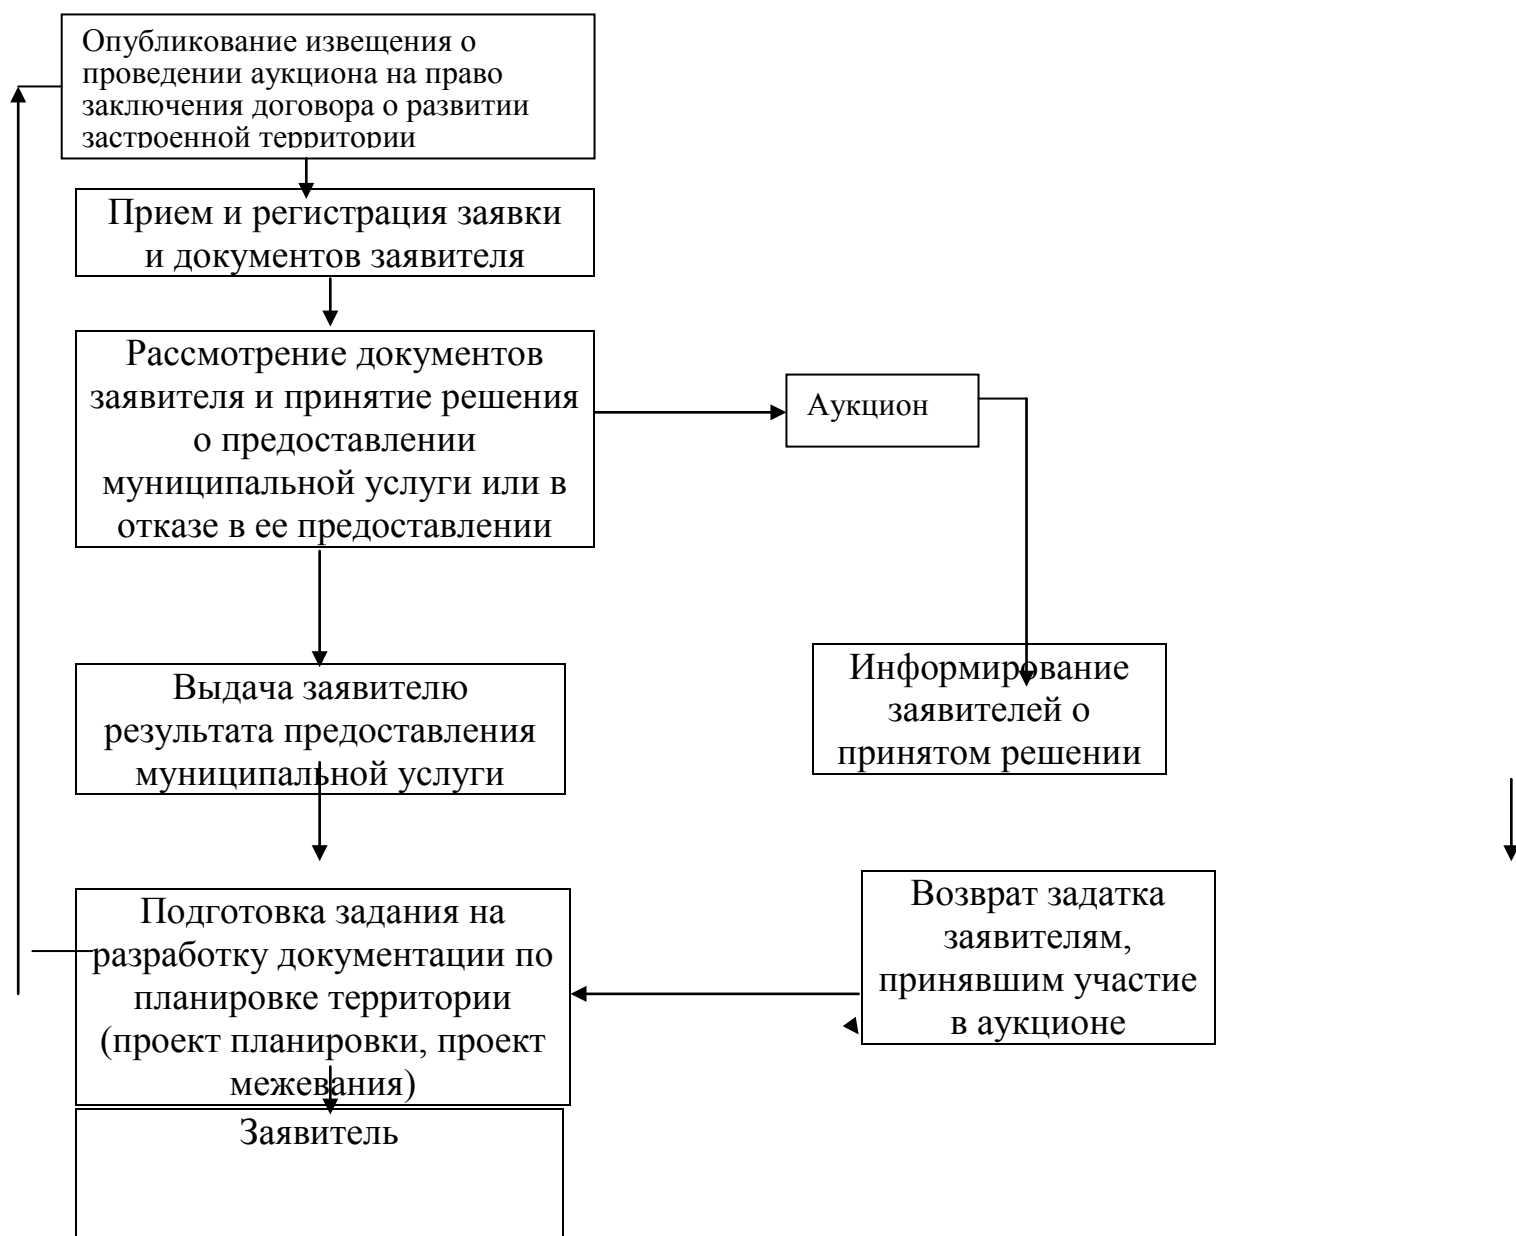 Опубликование извещения о
проведении аукциона на право
заключения договора о развитии
застроенной территории
Прием и регистрация заявки
и документов заявителя
Рассмотрение документов
заявителя и принятие решения
о предоставлении
муниципальной услуги или в
отказе в ее предоставлении
Аукцион
Выдача заявителю
результата предоставления
муниципальной услуги
Информирование
заявителей о
принятом решении
Подготовка задания на
разработку документации по
планировке территории
(проект планировки, проект
межевания)
Возврат задатка
заявителям,
принявшим участие
в аукционе
Заявитель